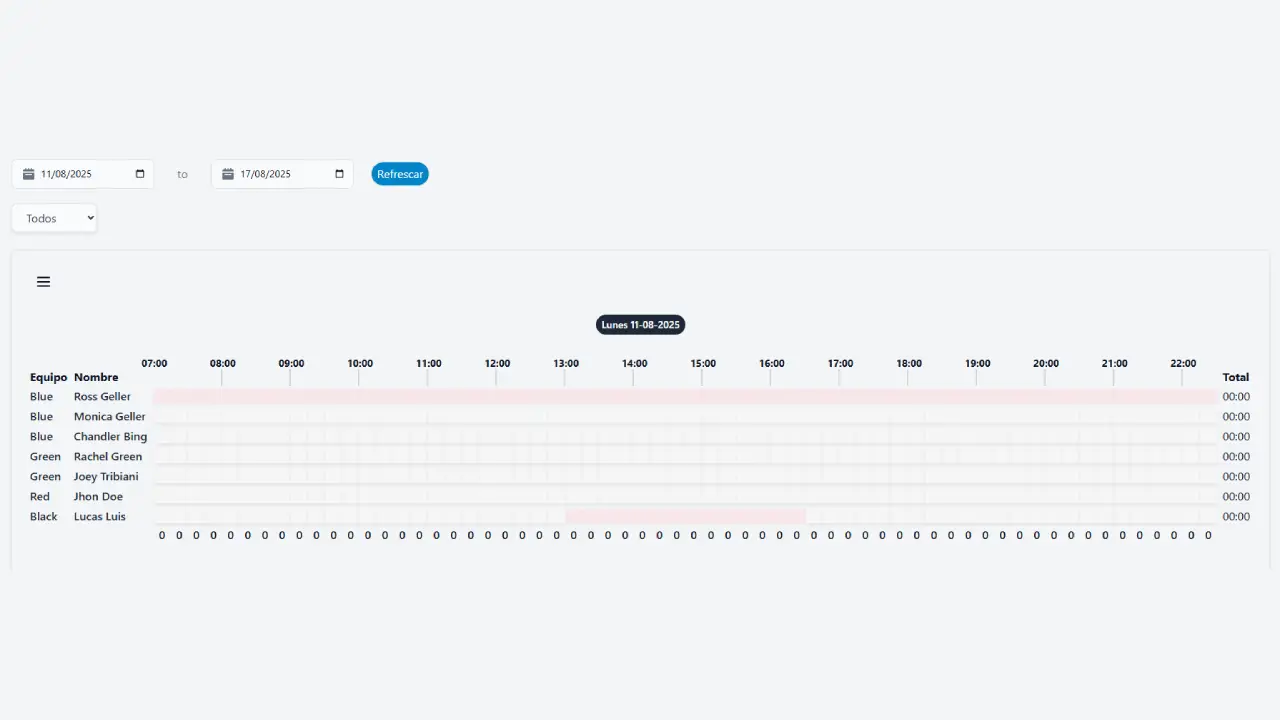 11/08/2025 to 17/08/2025 Refrescar
Todos
Lunes 11-08-2025
07:00 08:00 09:00 10:00 11:00 12:00 13:00 14:00 15:00 16:00 17:00 18:00 19:00 20:00 21:00 22:00
Equipo Nombre Total
Blue Ross Geller 00:00
Blue Monica Geller 00:00
Blue Chandler Bing 00:00
Green Rachel Green 00:00
Green Joey Tribiani 00:00
Red Jhon Doe 00:00
Black Lucas Luis 00:00
0 0 0 0 0 0 0 0 0 0 0 0 0 0 0 0 0 0 0 0 0 0 0 0 0 0 0 0 0 0 0 0 0 0 0 0 0 0 0 0 0 0 0 0 0 0 0 0 0 0 0 0 0 0 0 0 0 0 0 0 0 0